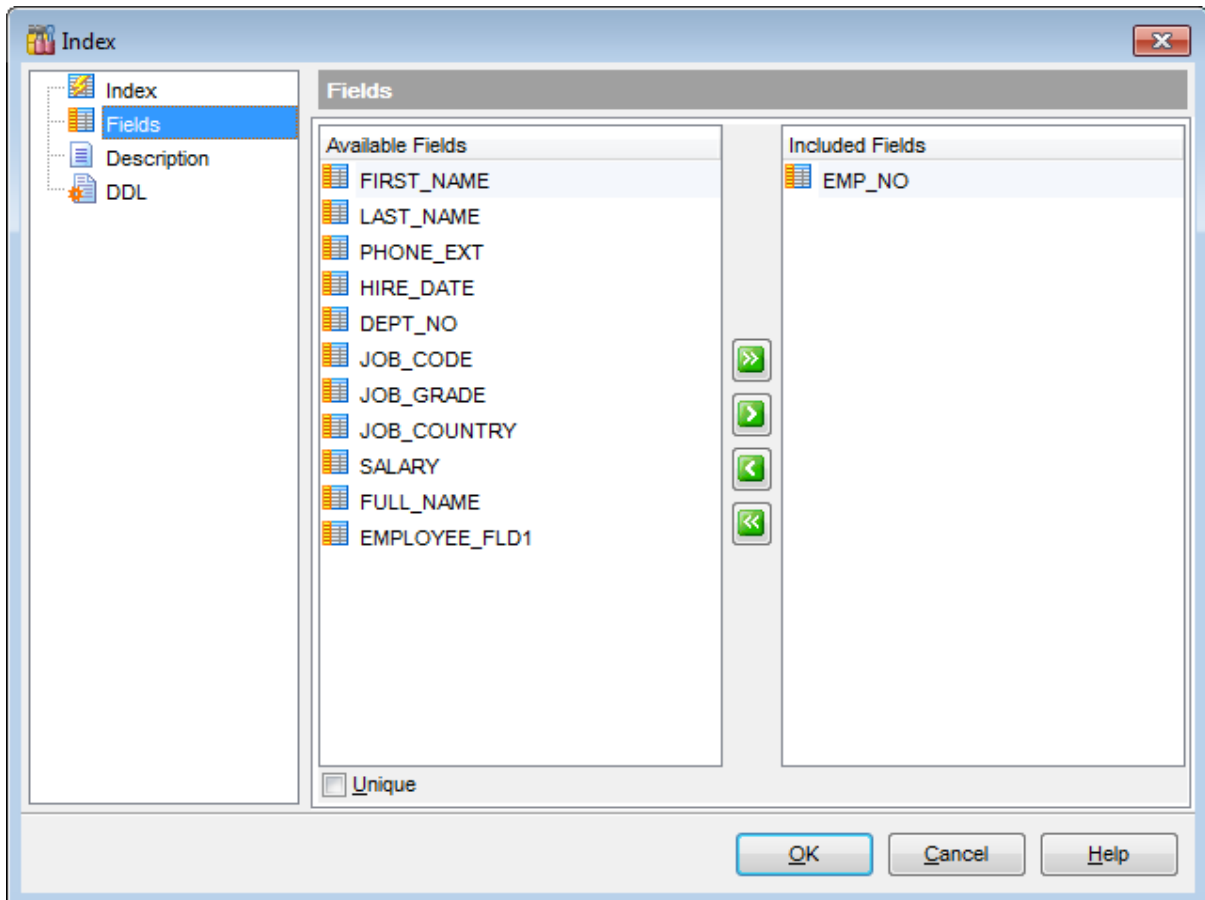 Index
Index
Fields
Description
DDL
Fields
Available Fields
FIRST_NAME
LAST_NAME
PHONE_EXT
HIRE_DATE
DEPT_NO
JOB_CODE
JOB_GRADE
JOB_COUNTRY
SALARY
FULL_NAME
EMPLOYEE_FLD1
Included Fields
EMP_NO
Unique
OK
Cancel
Help